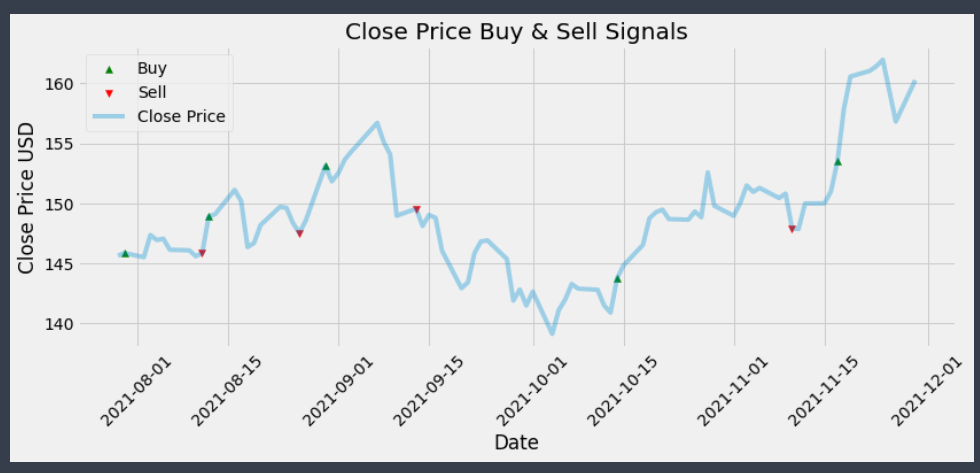 Close Price Buy & Sell Signals
Buy
Sell
Close Price
Close Price USD
160
155
150
145
140
2021-08-01
2021-08-15
2021-09-01
2021-09-15
2021-10-01
2021-10-15
2021-11-01
2021-11-15
2021-12-01
Date